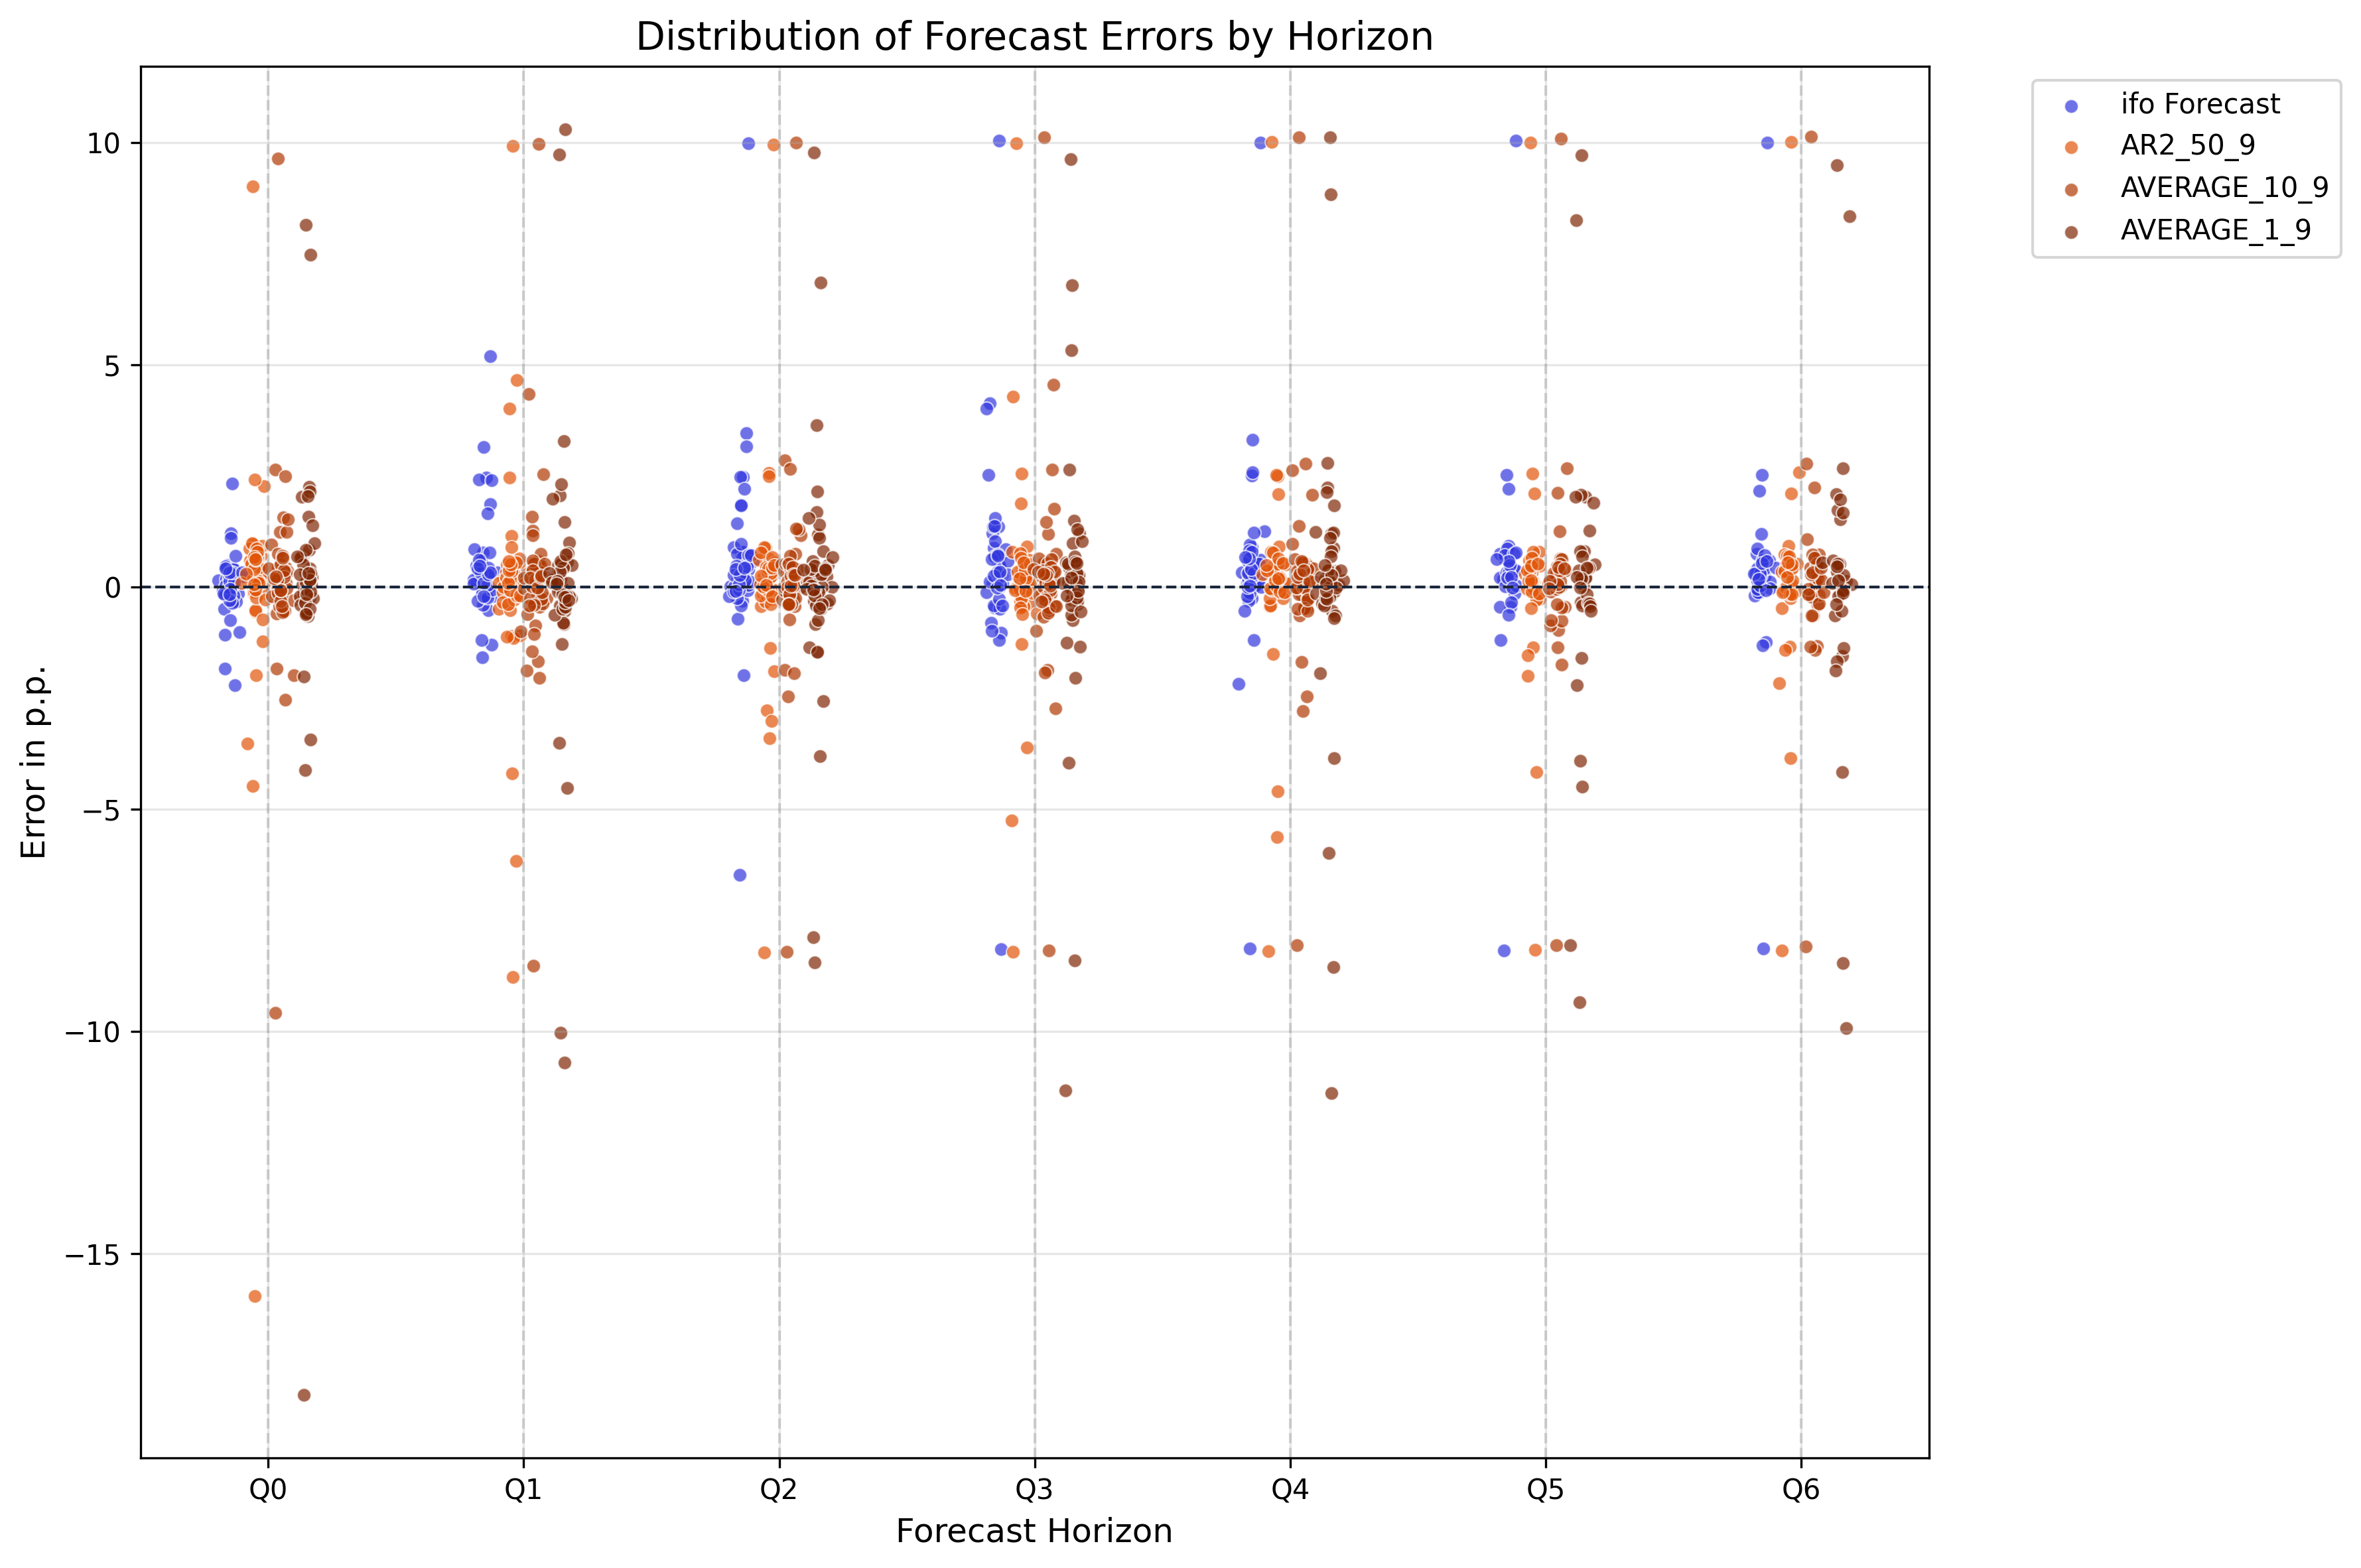 Distribution of Forecast Errors by Horizon
ifo Forecast
AR2_50_9
AVERAGE_10_9
AVERAGE_1_9
10
5
0
−5
−10
−15
Error in p.p.
Q0 Q1 Q2 Q3 Q4 Q5 Q6
Forecast Horizon